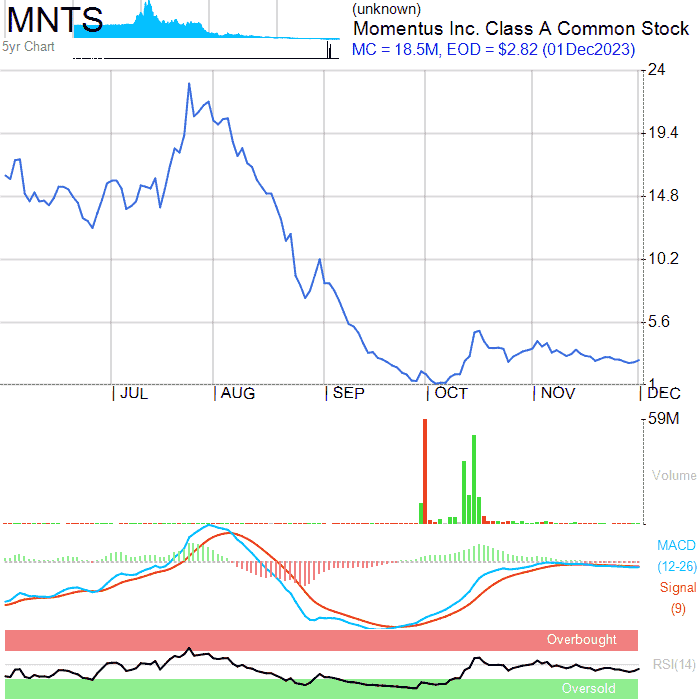 MNTS
5yr Chart
(unknown)
Momentus Inc. Class A Common Stock
MC = 18.5M, EOD = $2.82 (01Dec2023)
24
19.4
14.8
10.2
5.6
1
JUL AUG SEP OCT NOV DEC
59M
Volume
MACD
(12-26)
Signal
(9)
Overbought
RSI(14)
Oversold